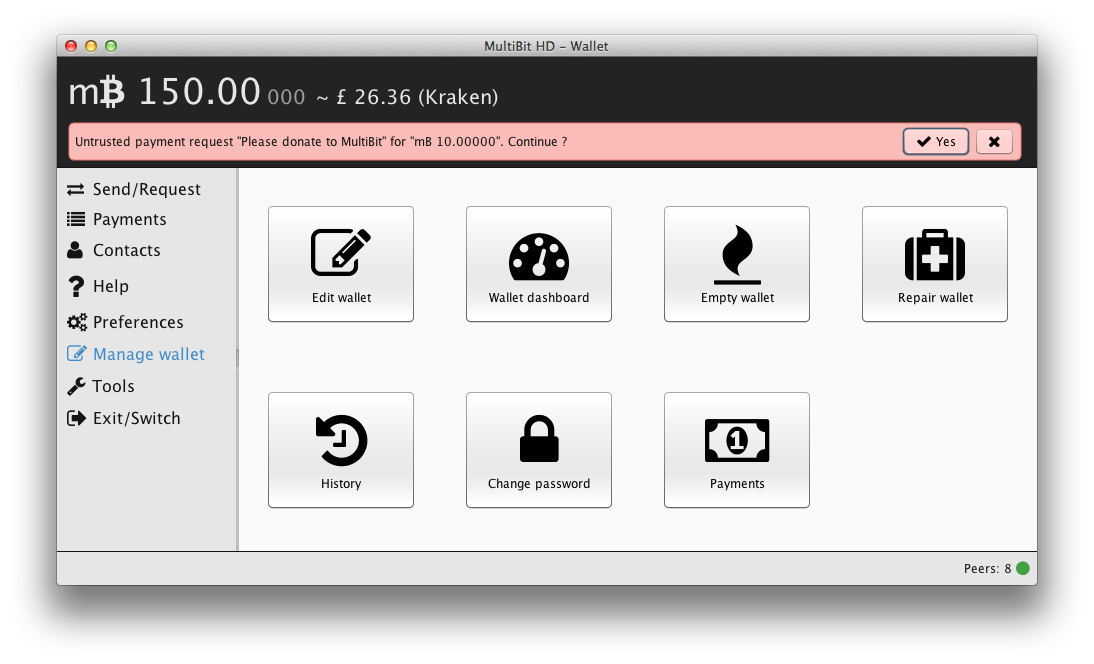 MultiBit HD – Wallet
m₿ 150.00 000 ~ £ 26.36 (Kraken)
Untrusted payment request "Please donate to MultiBit" for "mB 10.00000". Continue ?
Yes
Send/Request
Payments
Contacts
Help
Preferences
Manage wallet
Tools
Exit/Switch
Edit wallet
Wallet dashboard
Empty wallet
Repair wallet
History
Change password
1
Payments
Peers: 8